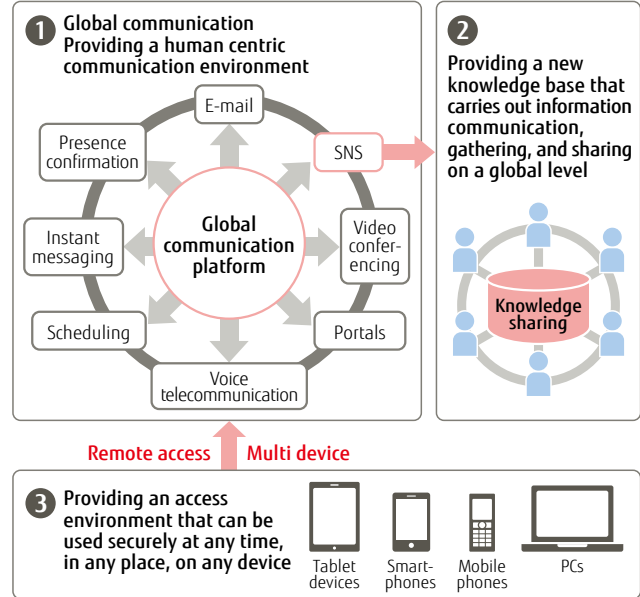 1 Global communication
Providing a human centric
communication environment
E-mail
Presence
confirmation
SNS
Instant
messaging
Global
communication
platform
Video
confer-
encing
Scheduling
Portals
Voice
telecommunication
2
Providing a new
knowledge base that
carries out information
communication,
gathering, and sharing
on a global level
Knowledge
sharing
Remote access
Multi device
3 Providing an access
environment that can be
used securely at any time,
in any place, on any device
Tablet
devices
Smart-
phones
Mobile
phones
PCs